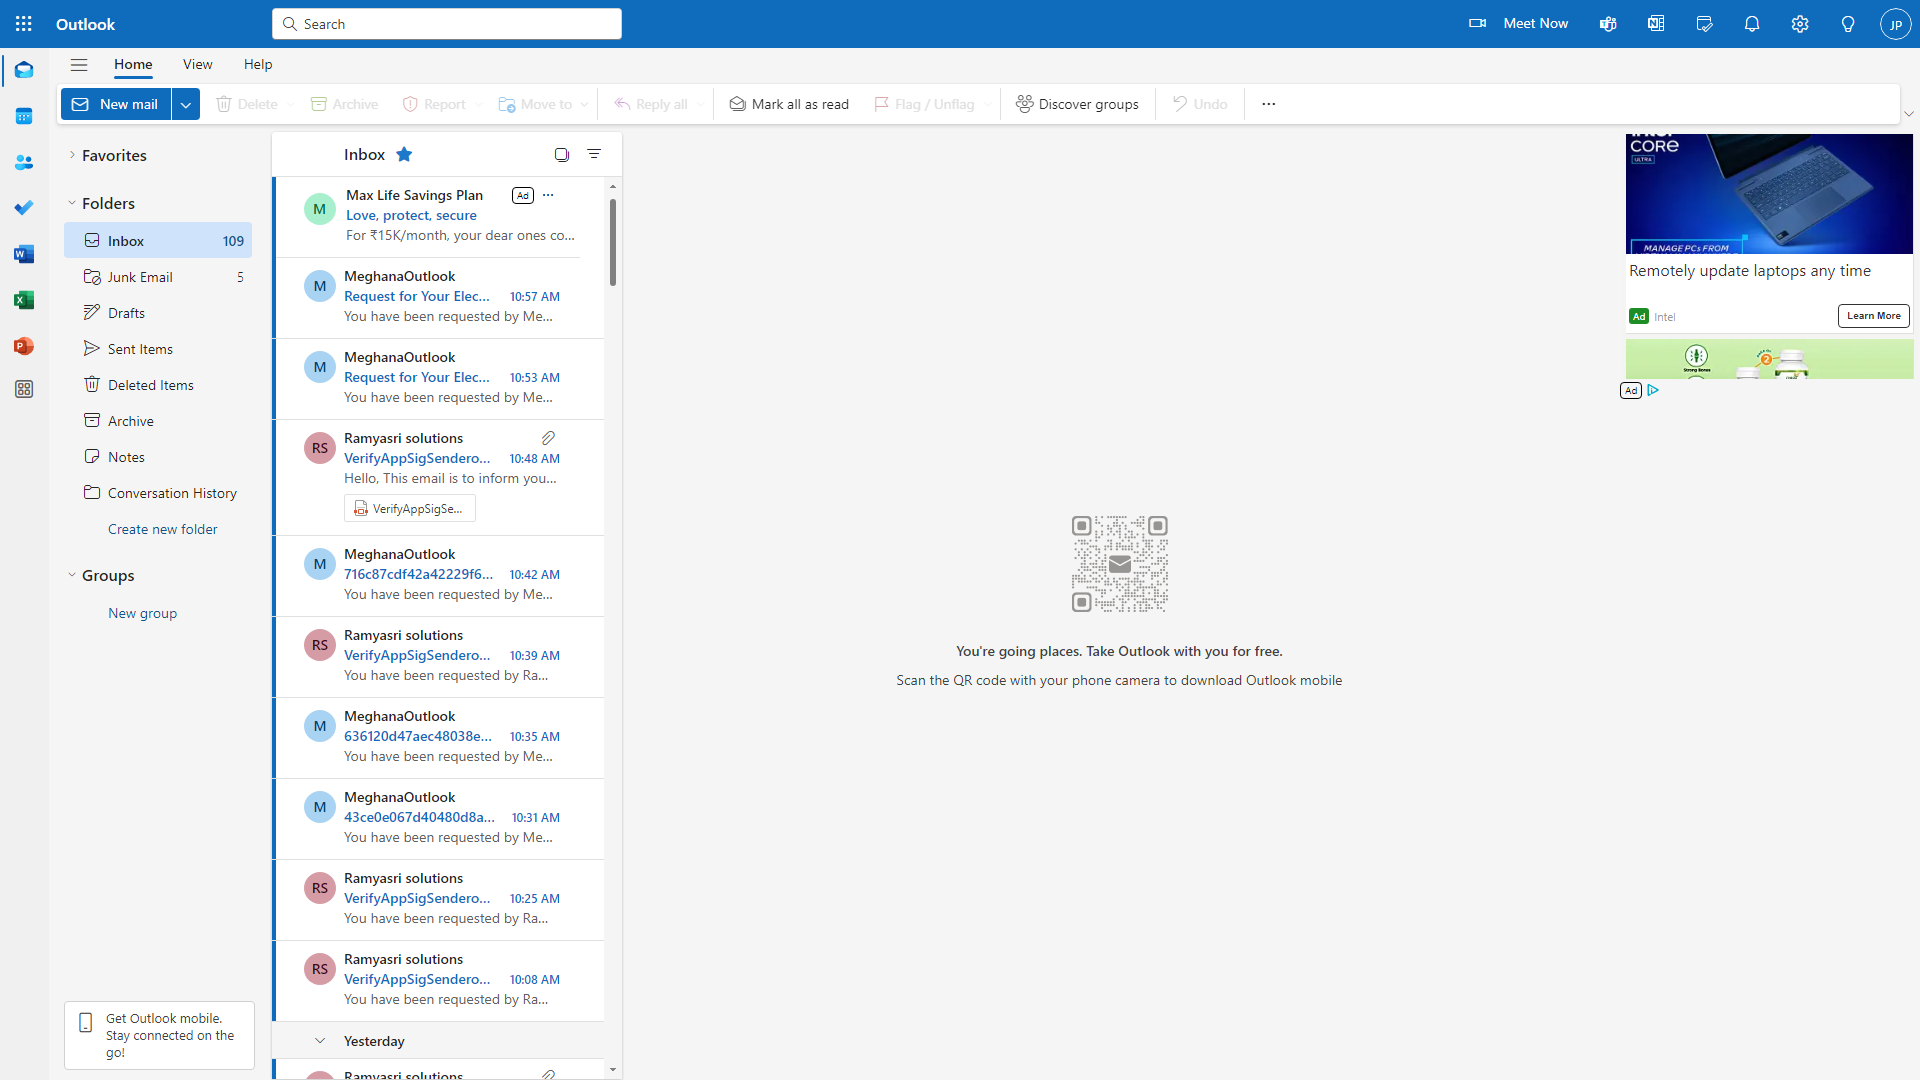 Outlook
Search
Meet Now
JP
Home
View
Help
New mail
Delete
Archive
Report
Move to
Reply all
Mark all as read
Flag / Unflag
Discover groups
Undo
Favorites
Folders
Inbox 109
Junk Email 5
Drafts
Sent Items
Deleted Items
Archive
Notes
Conversation History
Create new folder
Groups
New group
Get Outlook mobile.
Stay connected on the
go!
Inbox
M
Max Life Savings Plan Ad
Love, protect, secure
For ₹15K/month, your dear ones co...
M
MeghanaOutlook
Request for Your Elec... 10:57 AM
You have been requested by Me...
M
MeghanaOutlook
Request for Your Elec... 10:53 AM
You have been requested by Me...
RS
Ramyasri solutions
VerifyAppSigSendero... 10:48 AM
Hello, This email is to inform you...
VerifyAppSigSe...
M
MeghanaOutlook
716c87cdf42a42229f6... 10:42 AM
You have been requested by Me...
RS
Ramyasri solutions
VerifyAppSigSendero... 10:39 AM
You have been requested by Ra...
M
MeghanaOutlook
636120d47aec48038e... 10:35 AM
You have been requested by Me...
M
MeghanaOutlook
43ce0e067d40480d8a... 10:31 AM
You have been requested by Me...
RS
Ramyasri solutions
VerifyAppSigSendero... 10:25 AM
You have been requested by Ra...
RS
Ramyasri solutions
VerifyAppSigSendero... 10:08 AM
You have been requested by Ra...
Yesterday
Ramyasri solutions
You're going places. Take Outlook with you for free.
Scan the QR code with your phone camera to download Outlook mobile
CORE
ULTRA
MANAGE PCs FROM
Remotely update laptops any time
Ad Intel
Learn More
Strong Bones
2
Ad